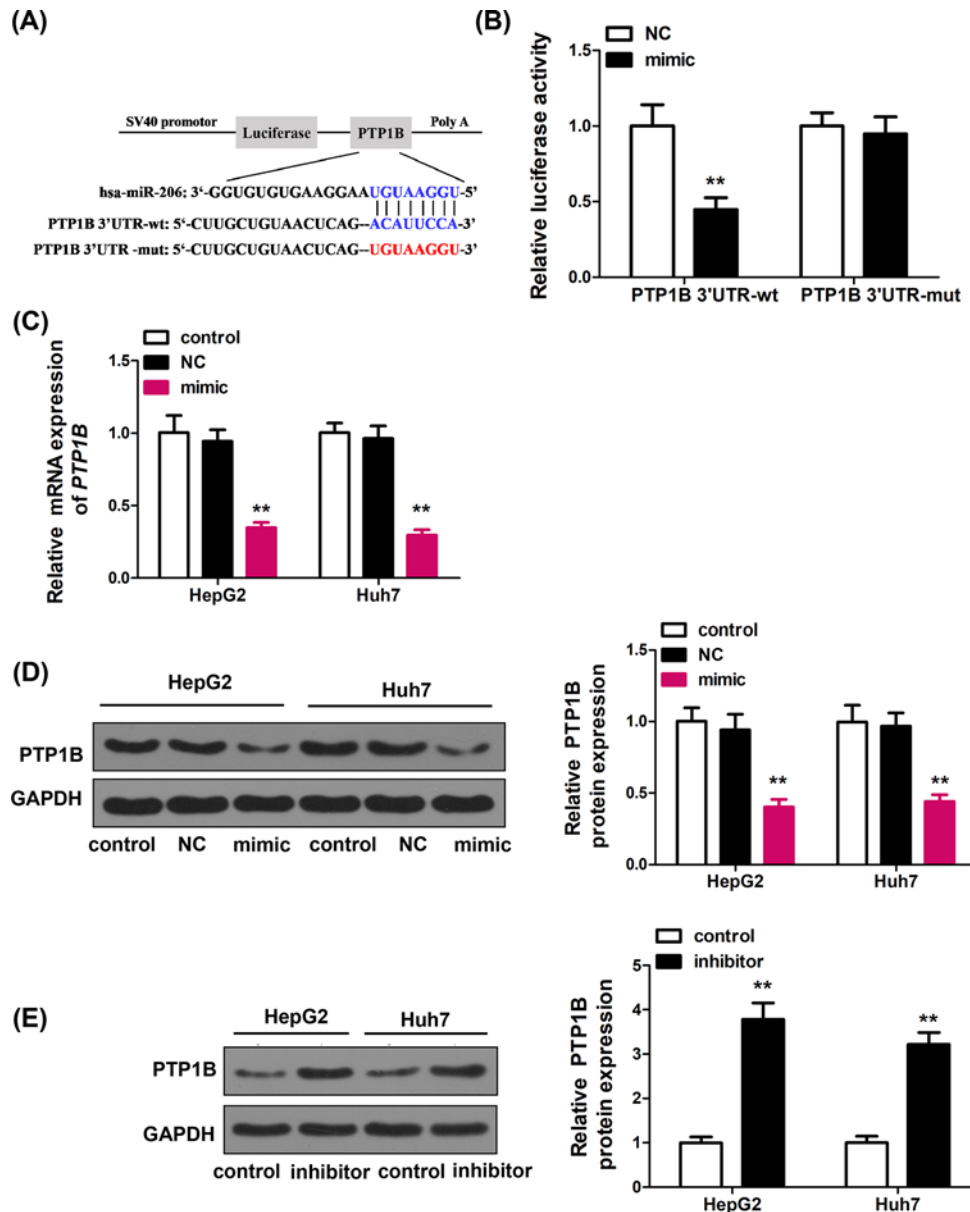 (A)
SV40 promotor
Luciferase
PTP1B
Poly A
hsa-miR-206: 3‘-GGUGUGUGAAGGAAUGUAAGGU-5’
PTP1B 3’UTR-wt: 5‘-CUUGCUGUAACUCAG--ACAUUCCA-3’
PTP1B 3’UTR -mut: 5‘-CUUGCUGUAACUCAG--UGUAAGGU-3’
(B)
NC
mimic
Relative luciferase activity
1.5
1.0
0.5
0.0
**
PTP1B 3'UTR-wt
PTP1B 3'UTR-mut
(C)
control
NC
mimic
Relative mRNA expression
of PTP1B
1.5
1.0
0.5
0.0
**
**
HepG2
Huh7
(D)
HepG2
Huh7
PTP1B
GAPDH
control NC mimic control NC mimic
control
NC
mimic
Relative PTP1B
protein expression
1.5
1.0
0.5
0.0
**
**
HepG2
Huh7
(E)
HepG2
Huh7
PTP1B
GAPDH
control inhibitor control inhibitor
control
inhibitor
Relative PTP1B
protein expression
5
4
3
2
1
0
**
**
HepG2
Huh7